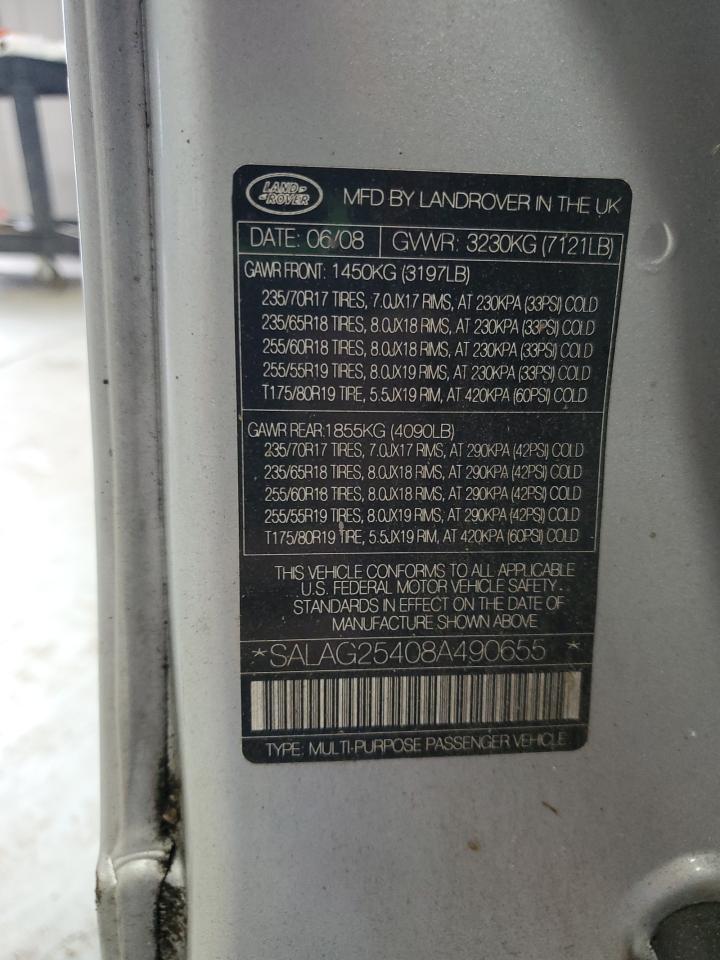 LAND-
ROVER
MFD BY LANDROVER IN THE UK
DATE: 06/08 GVWR: 3230KG (7121LB)
GAWR FRONT: 1450KG (3197LB)
235/70R17 TIRES, 7.0JX17 RIMS, AT 230KPA (33PSI) COLD
235/65R18 TIRES, 8.0JX18 RIMS, AT 230KPA (33PSI) COLD
255/60R18 TIRES, 8.0JX18 RIMS, AT 230KPA (33PSI) COLD
255/55R19 TIRES, 8.0JX19 RIMS, AT 230KPA (33PSI) COLD
T175/80R19 TIRE, 5.5JX19 RIM, AT 420KPA (60PSI) COLD
GAWR REAR: 1855KG (4090LB)
235/70R17 TIRES, 7.0JX17 RIMS, AT 290KPA (42PSI) COLD
235/65R18 TIRES, 8.0JX18 RIMS, AT 290KPA (42PSI) COLD
255/60R18 TIRES, 8.0JX18 RIMS, AT 290KPA (42PSI) COLD
255/55R19 TIRES, 8.0JX19 RIMS, AT 290KPA (42PSI) COLD
T175/80R19 TIRE, 5.5JX19 RIM, AT 420KPA (60PSI) COLD
THIS VEHICLE CONFORMS TO ALL APPLICABLE
U.S. FEDERAL MOTOR VEHICLE SAFETY
STANDARDS IN EFFECT ON THE DATE OF
MANUFACTURE SHOWN ABOVE
*SALAG25408A490655 *
TYPE: MULTI-PURPOSE PASSENGER VEHICLE